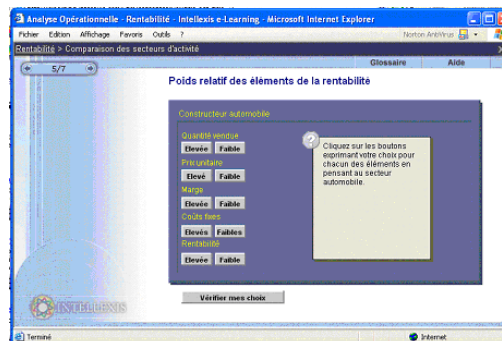 Analyse Opérationnelle - Rentabilité - Intellexis e-Learning - Microsoft Internet Explorer
Fichier Edition Affichage Favoris Outils ? Norton AntiVirus
Rentabilité > Comparaison des secteurs d'activité
Glossaire Aide
5/7
Poids relatif des éléments de la rentabilité
Constructeur automobile
Quantité vendue
Elevée Faible
Prix unitaire
Elevé Faible
Marge
Elevée Faible
Coûts fixes
Elevés Faibles
Rentabilité
Elevée Faible
?
Cliquez sur les boutons
exprimant votre choix pour
chacun des éléments en
pensant au secteur
automobile.
Vérifier mes choix
INTELLEXIS
Terminé Internet